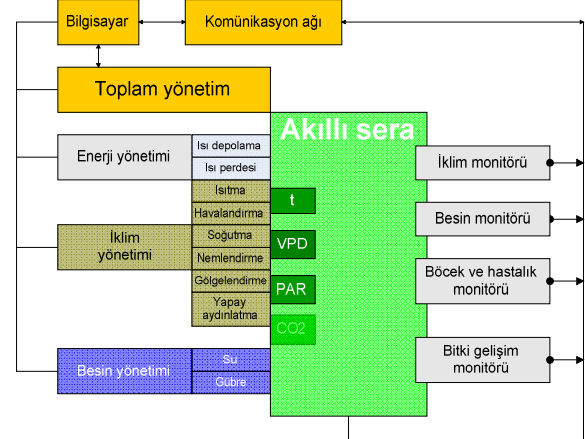 Bilgisayar
Komünikasyon ağı
Toplam yönetim
Akıllı sera
Enerji yönetimi
Isı depolama
Isı perdesi
İklim
yönetimi
Isıtma
Havalandırma
Soğutma
Nemlendirme
Gölgelendirme
Yapay
aydınlatma
t
VPD
PAR
CO2
Besin yönetimi
Su
Gübre
İklim monitörü
Besin monitörü
Böcek ve hastalık
monitörü
Bitki gelişim
monitörü